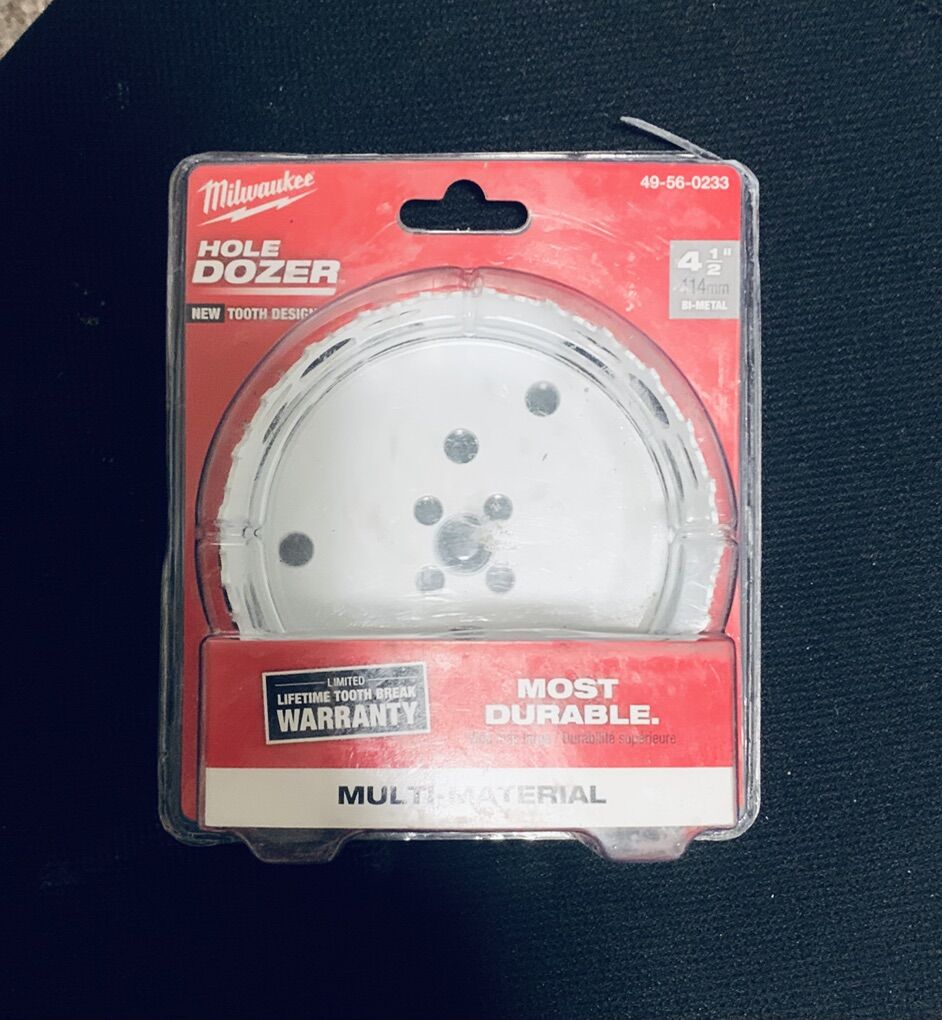 Milwaukee
49-56-0233
HOLE
DOZER
4 1/2"
114mm
BI-METAL
NEW TOOTH DESIGN
LIMITED
LIFETIME TOOTH BREAK
WARRANTY
MOST
DURABLE.
/ Durabilité supérieure
MULTI-MATERIAL